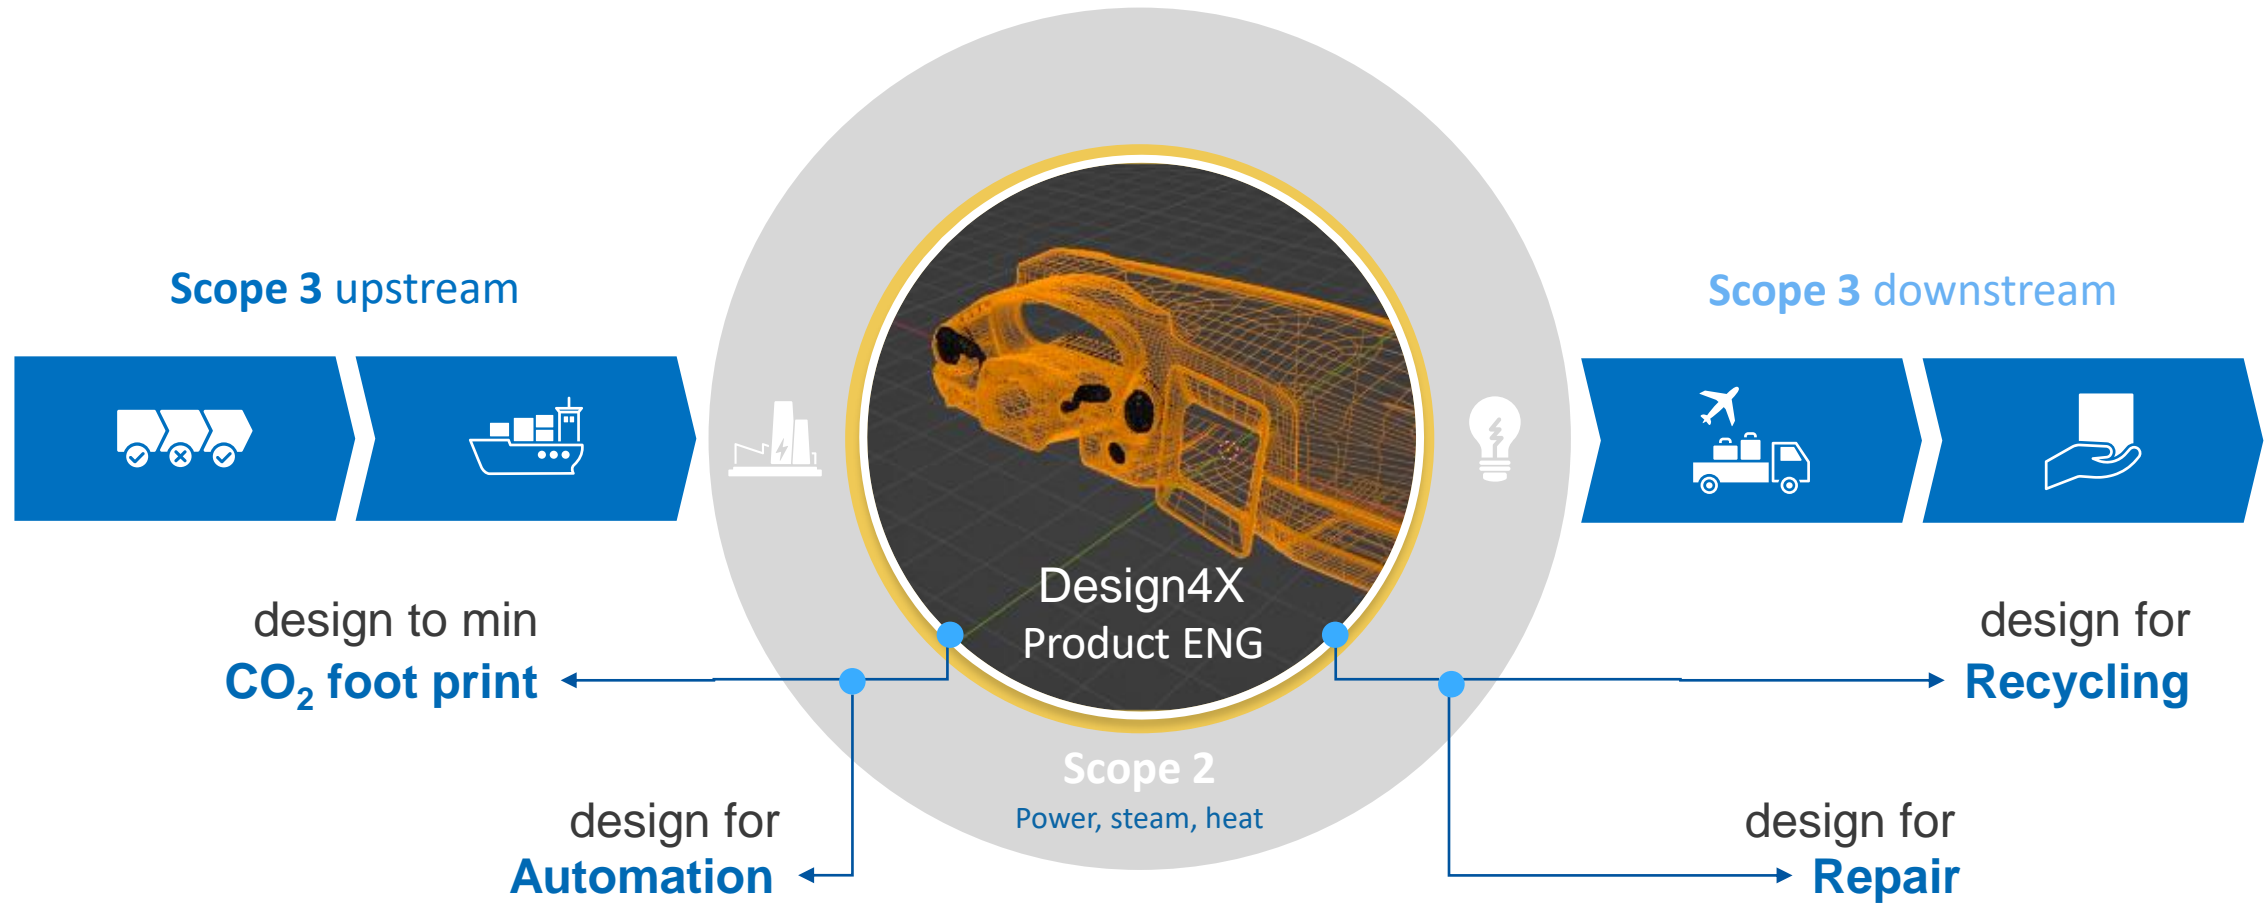 Scope 3 upstream
Scope 3 downstream
Design4X
Product ENG
design to min
CO₂ foot print
design for
Recycling
Scope 2
Power, steam, heat
design for
Automation
design for
Repair